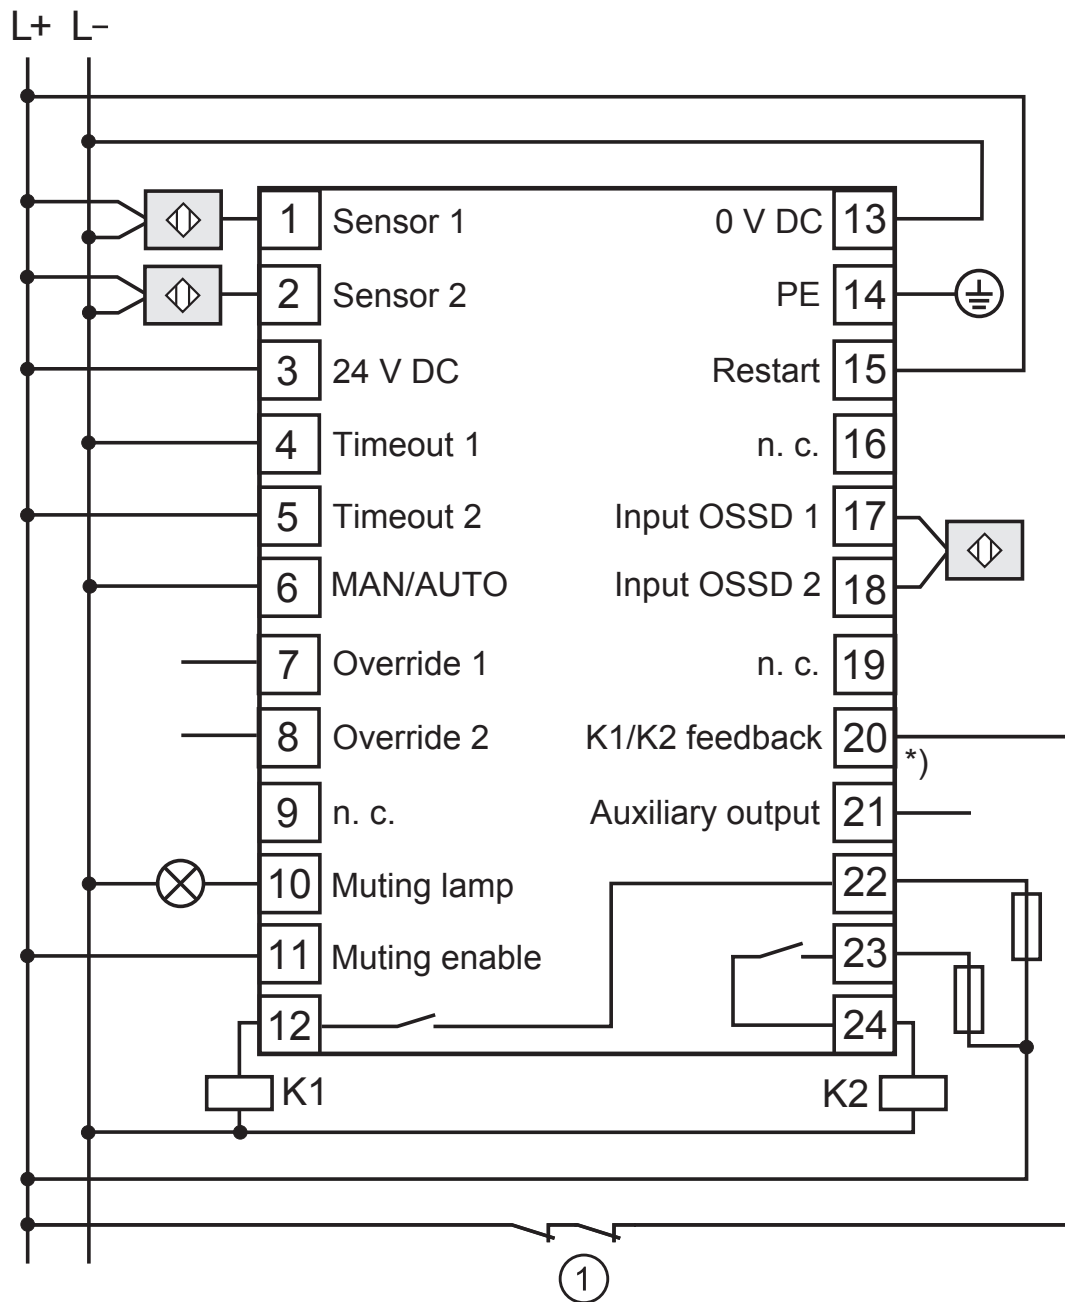 L+ L−
1 Sensor 1 0 V DC 13
2 Sensor 2 PE 14
3 24 V DC Restart 15
4 Timeout 1 n. c. 16
5 Timeout 2 Input OSSD 1 17
6 MAN/AUTO Input OSSD 2 18
7 Override 1 n. c. 19
8 Override 2 K1/K2 feedback 20
*)
9 n. c. Auxiliary output 21
10 Muting lamp 22
11 Muting enable 23
12 24
K1 K2
1